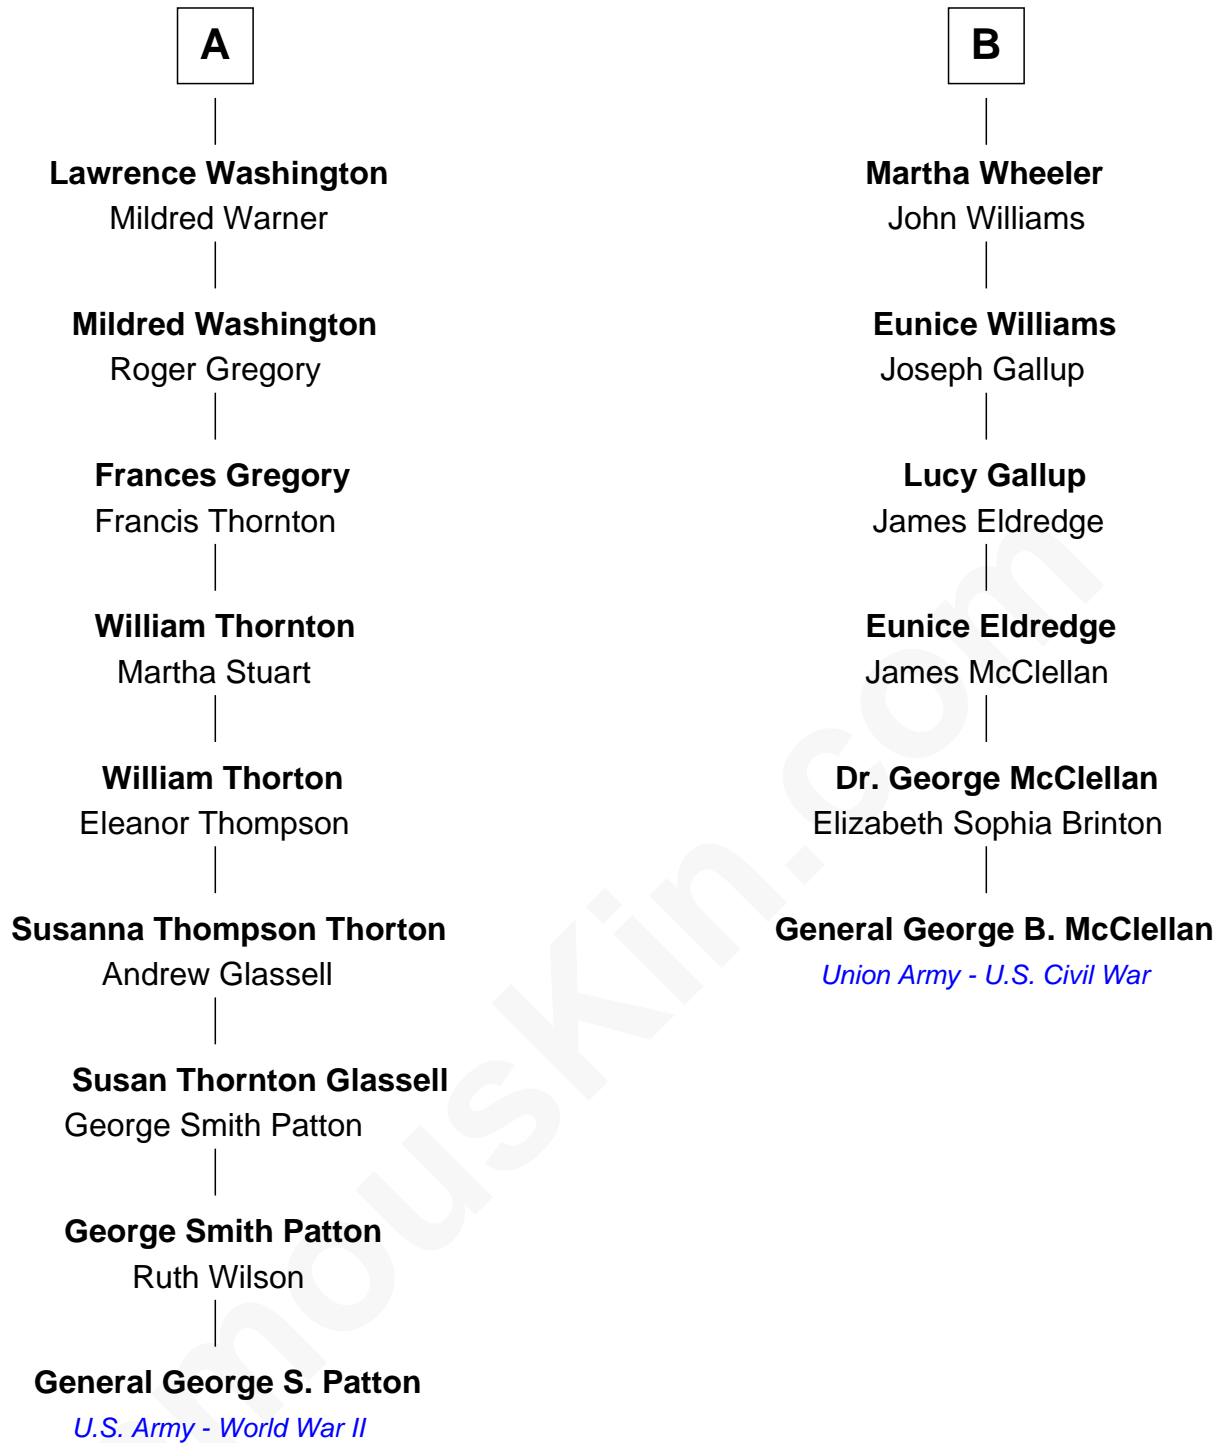 A
Lawrence Washington
Mildred Warner
Mildred Washington
Roger Gregory
Frances Gregory
Francis Thornton
William Thornton
Martha Stuart
William Thorton
Eleanor Thompson
Susanna Thompson Thorton
Andrew Glassell
Susan Thornton Glassell
George Smith Patton
George Smith Patton
Ruth Wilson
General George S. Patton
U.S. Army - World War II
B
Martha Wheeler
John Williams
Eunice Williams
Joseph Gallup
Lucy Gallup
James Eldredge
Eunice Eldredge
James McClellan
Dr. George McClellan
Elizabeth Sophia Brinton
General George B. McClellan
Union Army - U.S. Civil War
mousKin.com